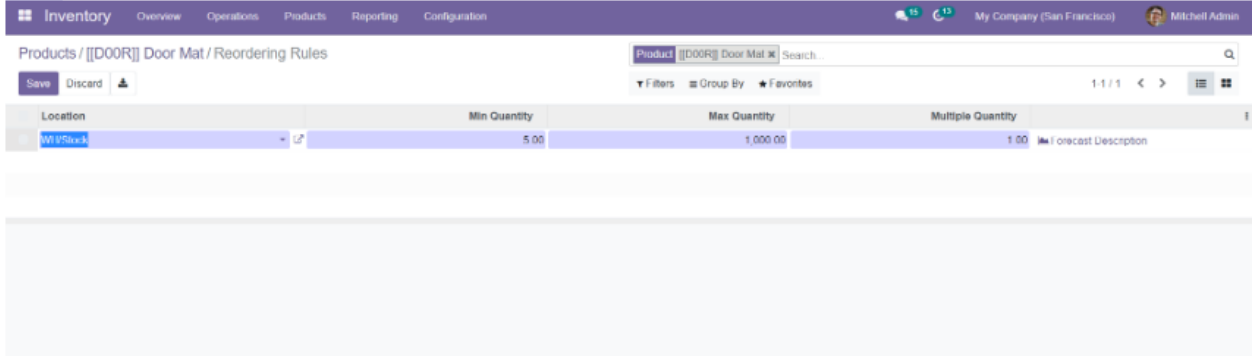 Inventory Overview Operations Products Reporting Configuration 15 13 My Company (San Francisco) Mitchell Admin
Products / [[D00R]] Door Mat / Reordering Rules
Product [[D00R]] Door Mat × Search...
Save Discard
Filters Group By Favorites 1-1 / 1
Location Min Quantity Max Quantity Multiple Quantity
WH/Stock 5.00 1,000.00 1.00 Forecast Description